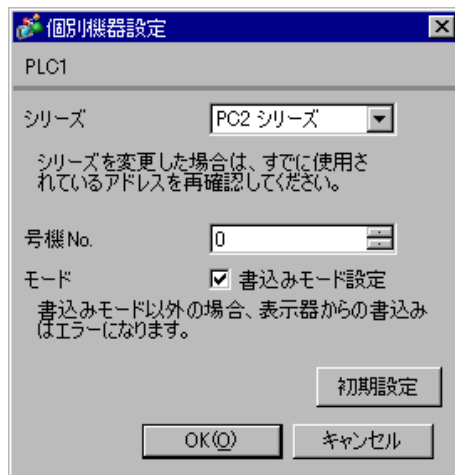 個別機器設定
PLC1
シリーズ PC2 シリーズ
シリーズを変更した場合は、すでに使用さ
れているアドレスを再確認してください。
号機No. 0
モード 書込みモード設定
書込みモード以外の場合、表示器からの書込み
はエラーになります。
初期設定
OK(O) キャンセル